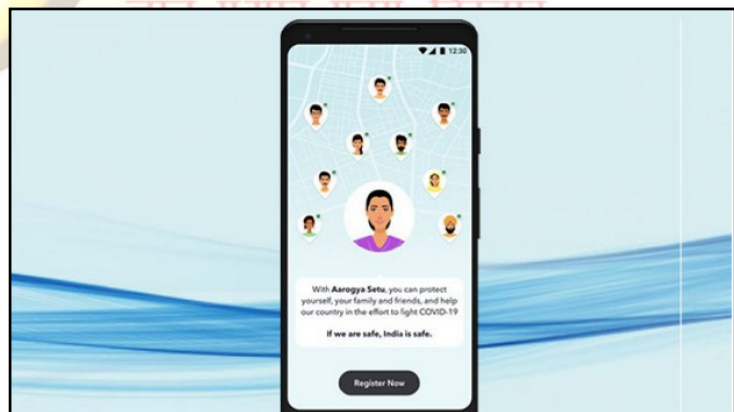 12:30
With Aarogya Setu, you can protect
yourself, your family and friends, and help
our country in the effort to fight COVID-19
If we are safe, India is safe.
Register Now